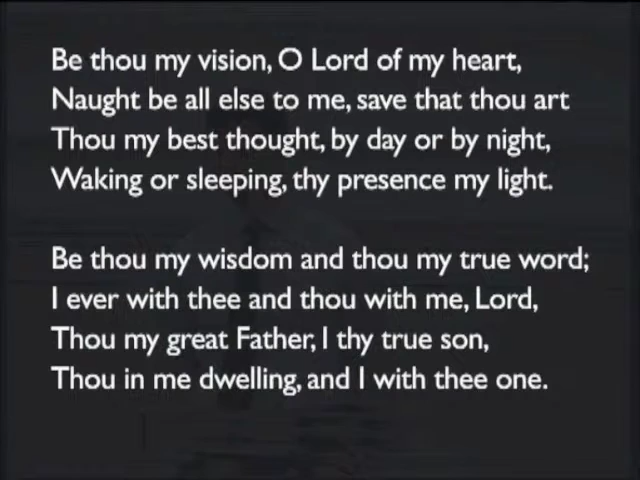 Be thou my vision, O Lord of my heart,
Naught be all else to me, save that thou art
Thou my best thought, by day or by night,
Waking or sleeping, thy presence my light.
Be thou my wisdom and thou my true word;
I ever with thee and thou with me, Lord,
Thou my great Father, I thy true son,
Thou in me dwelling, and I with thee one.